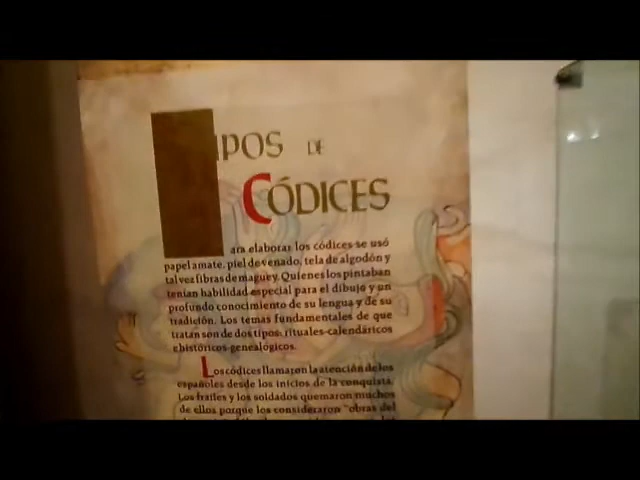 IPOS DE
CÓDICES
ara elaborar los códices se usó
papel amate, piel de venado, tela de algodón y
tal vez fibras de maguey. Quienes los pintaban
tenían habilidad especial para el dibujo y un
profundo conocimiento de su lengua y de su
tradición. Los temas fundamentales de que
tratan son de dos tipos: rituales-calendáricos
e históricos-genealógicos.
Los códices llamaron la atención de los
españoles desde los inicios de la conquista.
Los frailes y los soldados quemaron muchos
de ellos porque los consideraron "obras del